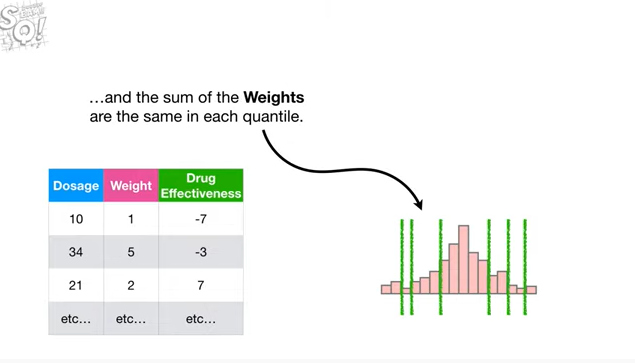 SQ!
…and the sum of the Weights
are the same in each quantile.
Dosage Weight Drug Effectiveness
10 1 -7
34 5 -3
21 2 7
etc… etc… etc…